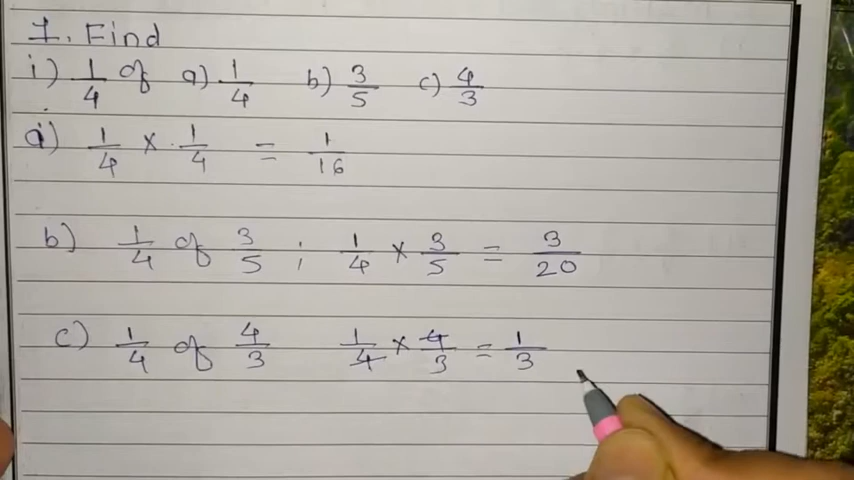 1. Find
i) 1/4 of a) 1/4 b) 3/5 c) 4/3
a) 1/4 × 1/4 = 1/16
b) 1/4 of 3/5 ; 1/4 × 3/5 = 3/20
c) 1/4 of 4/3 1/4 × 4/3 = 1/3